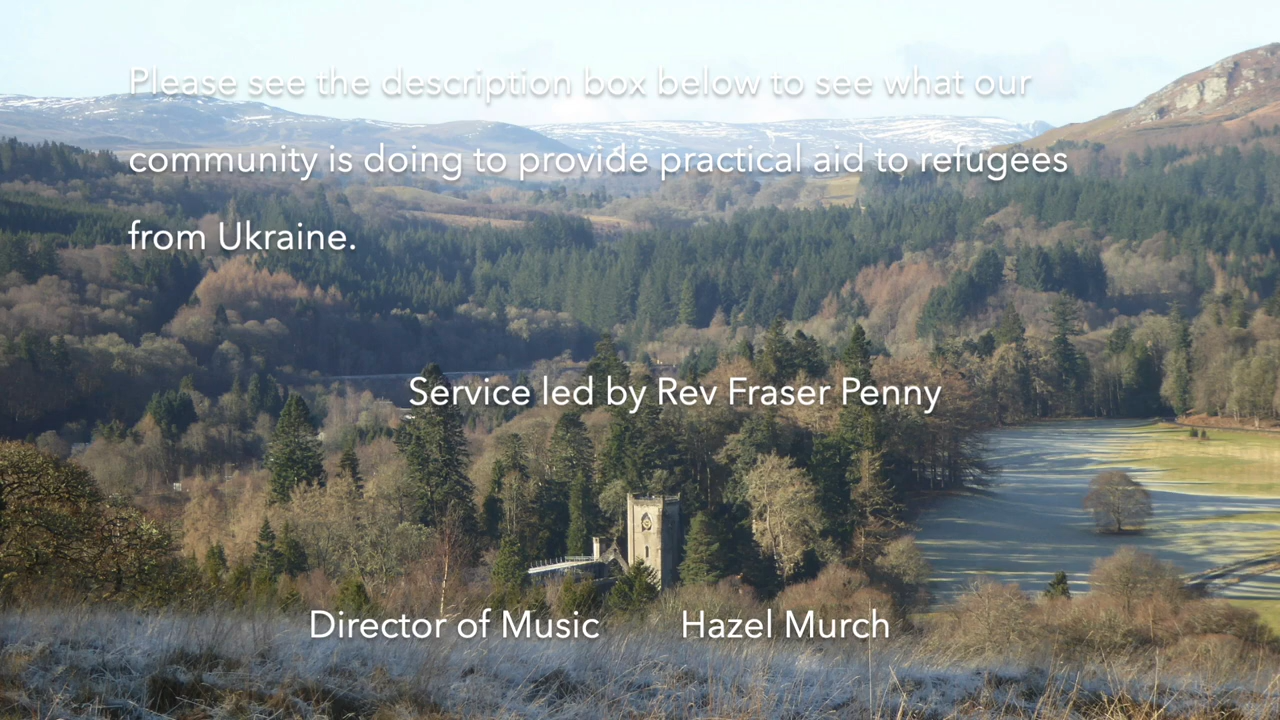 Please see the description box below to see what our
community is doing to provide practical aid to refugees
from Ukraine.
Service led by Rev Fraser Penny
Director of Music Hazel Murch